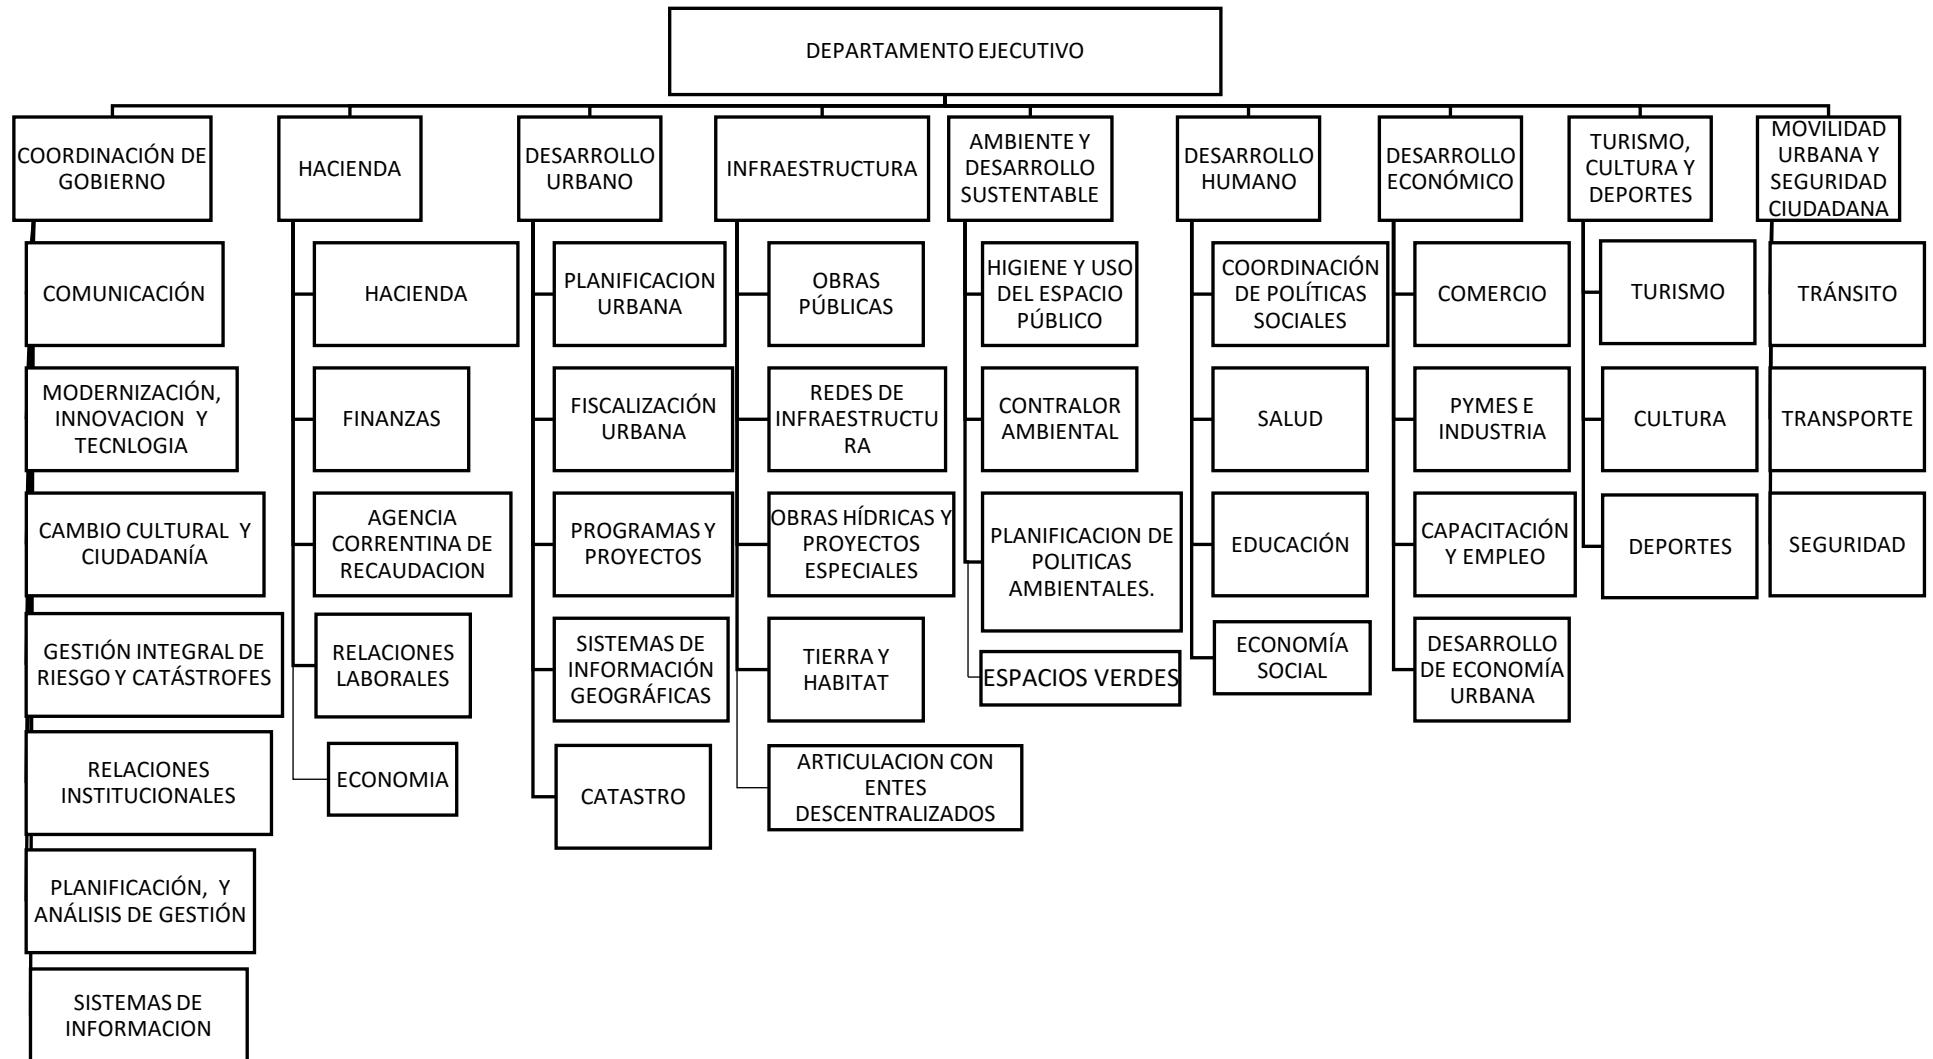 DEPARTAMENTO EJECUTIVO
COORDINACIÓN DE
GOBIERNO
COMUNICACIÓN
MODERNIZACIÓN,
INNOVACION Y
TECNLOGIA
CAMBIO CULTURAL Y
CIUDADANÍA
GESTIÓN INTEGRAL DE
RIESGO Y CATÁSTROFES
RELACIONES
INSTITUCIONALES
PLANIFICACIÓN, Y
ANÁLISIS DE GESTIÓN
SISTEMAS DE
INFORMACION
HACIENDA
HACIENDA
FINANZAS
AGENCIA
CORRENTINA DE
RECAUDACION
RELACIONES
LABORALES
ECONOMIA
DESARROLLO
URBANO
PLANIFICACION
URBANA
FISCALIZACIÓN
URBANA
PROGRAMAS Y
PROYECTOS
SISTEMAS DE
INFORMACIÓN
GEOGRÁFICAS
CATASTRO
INFRAESTRUCTURA
OBRAS
PÚBLICAS
REDES DE
INFRAESTRUCTU
RA
OBRAS HÍDRICAS Y
PROYECTOS
ESPECIALES
TIERRA Y
HABITAT
ARTICULACION CON
ENTES
DESCENTRALIZADOS
AMBIENTE Y
DESARROLLO
SUSTENTABLE
HIGIENE Y USO
DEL ESPACIO
PÚBLICO
CONTRALOR
AMBIENTAL
PLANIFICACION DE
POLITICAS
AMBIENTALES.
ESPACIOS VERDES
DESARROLLO
HUMANO
COORDINACIÓN
DE POLÍTICAS
SOCIALES
SALUD
EDUCACIÓN
ECONOMÍA
SOCIAL
DESARROLLO
ECONÓMICO
COMERCIO
PYMES E
INDUSTRIA
CAPACITACIÓN
Y EMPLEO
DESARROLLO
DE ECONOMÍA
URBANA
TURISMO,
CULTURA Y
DEPORTES
TURISMO
CULTURA
DEPORTES
MOVILIDAD
URBANA Y
SEGURIDAD
CIUDADANA
TRÁNSITO
TRANSPORTE
SEGURIDAD